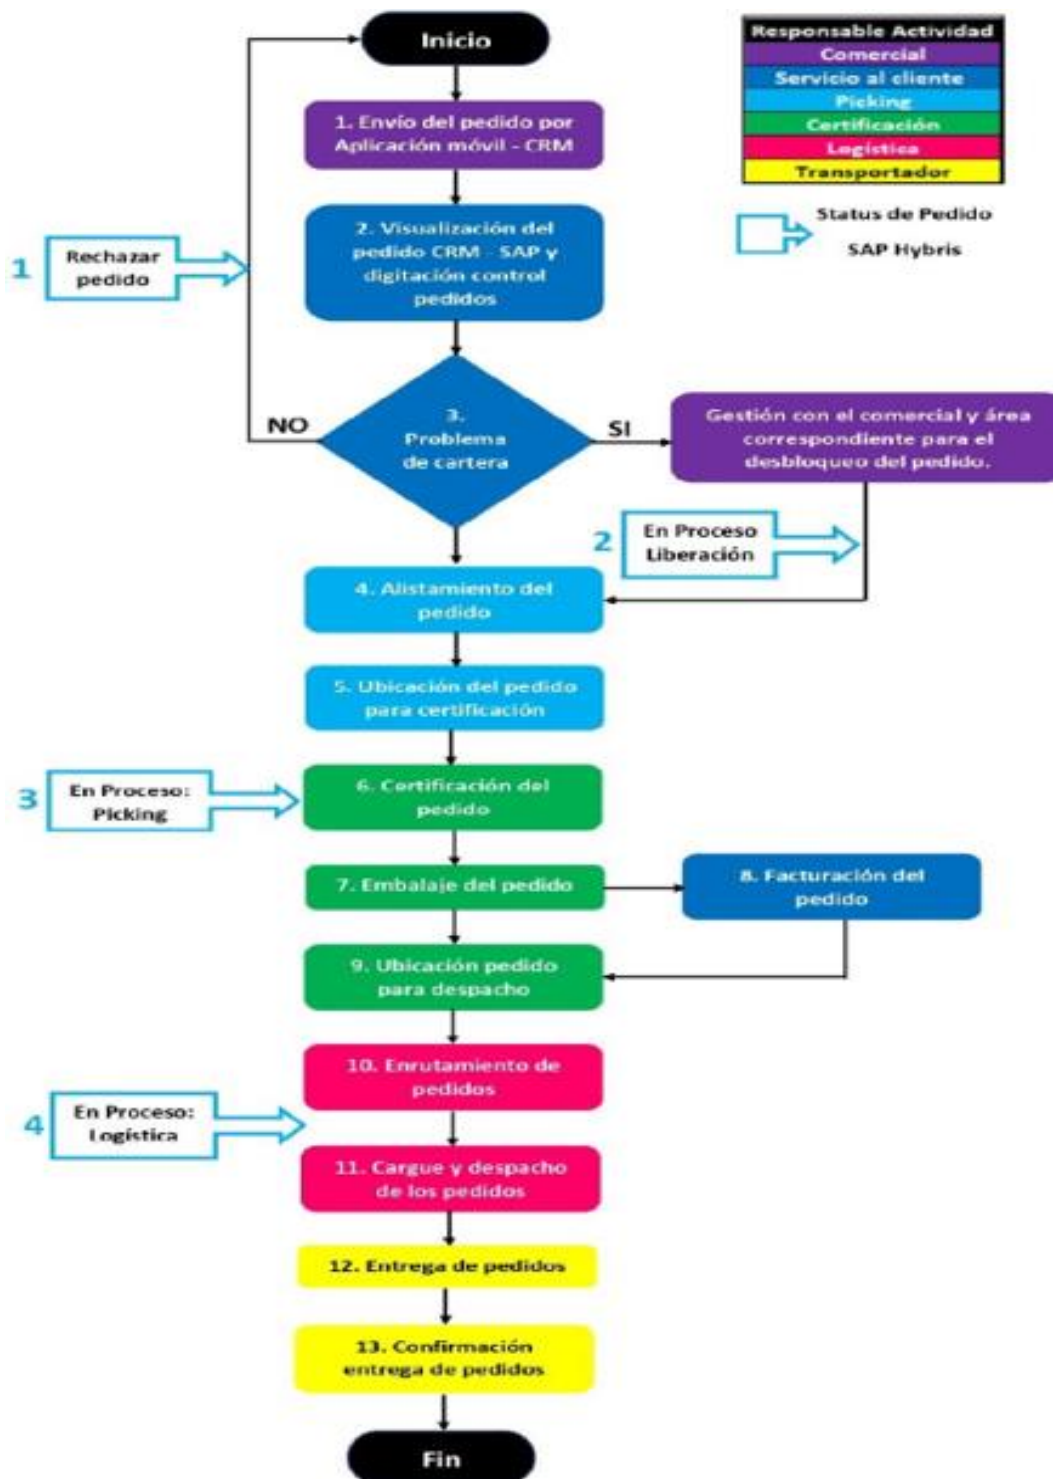 Inicio
Responsable Actividad
Comercial
Servicio al cliente
Picking
Certificación
Logística
Transportador
Status de Pedido
SAP Hybris
1. Envío del pedido por
Aplicación móvil - CRM
2. Visualización del
pedido CRM - SAP y
digitación control
pedidos
1
Rechazar
pedido
3.
Problema
de cartera
NO
SI
Gestión con el comercial y área
correspondiente para el
desbloqueo del pedido.
2
En Proceso
Liberación
4. Alistamiento del
pedido
5. Ubicación del pedido
para certificación
3
En Proceso:
Picking
6. Certificación del
pedido
7. Embalaje del pedido
8. Facturación del
pedido
9. Ubicación pedido
para despacho
10. Enrutamiento de
pedidos
4
En Proceso:
Logística
11. Cargue y despacho
de los pedidos
12. Entrega de pedidos
13. Confirmación
entrega de pedidos
Fin